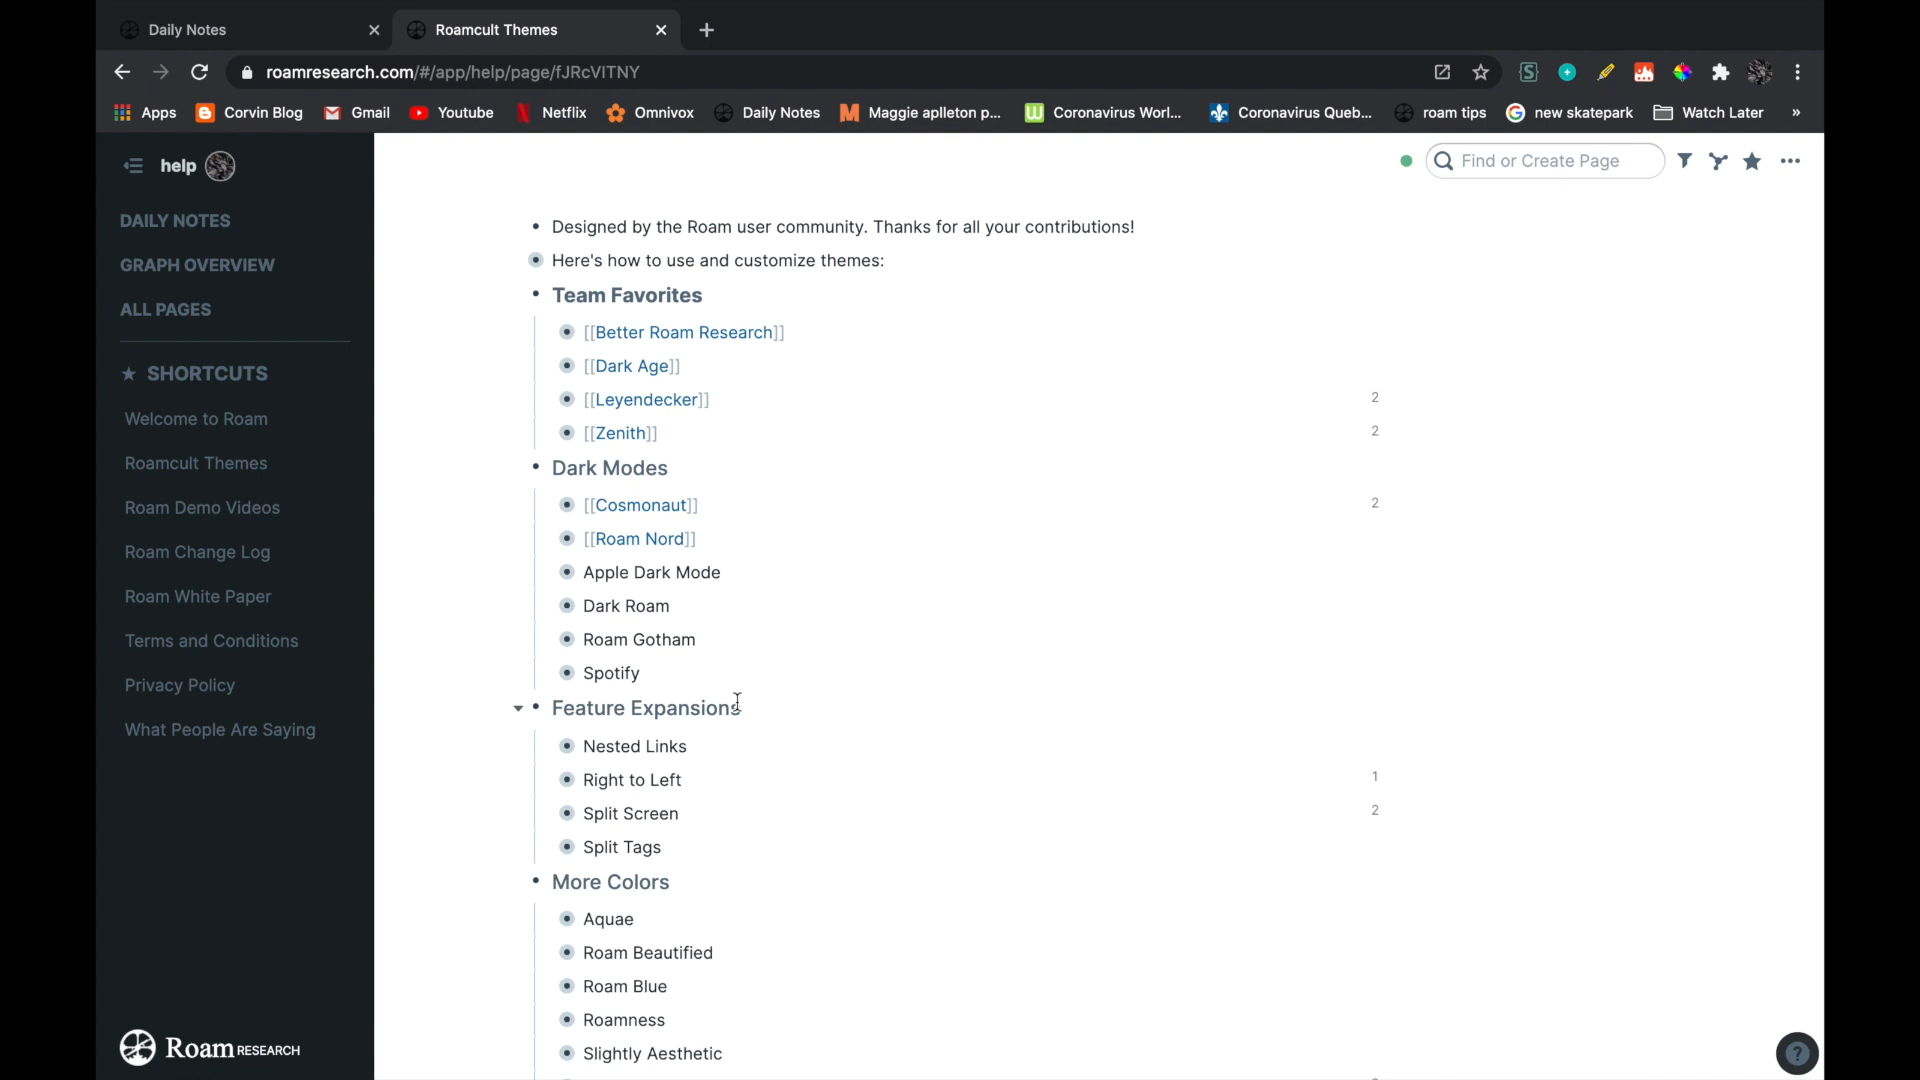 Daily Notes
Roamcult Themes
roamresearch.com/#/app/help/page/fJRcVITNY
Apps Corvin Blog Gmail Youtube Netflix Omnivox Daily Notes Maggie aplleton p... Coronavirus Worl... Coronavirus Queb... roam tips new skatepark Watch Later »
help
DAILY NOTES
GRAPH OVERVIEW
ALL PAGES
★ SHORTCUTS
Welcome to Roam
Roamcult Themes
Roam Demo Videos
Roam Change Log
Roam White Paper
Terms and Conditions
Privacy Policy
What People Are Saying
Roam RESEARCH
Find or Create Page
• Designed by the Roam user community. Thanks for all your contributions!
• Here's how to use and customize themes:
• Team Favorites
• [[Better Roam Research]]
• [[Dark Age]]
• [[Leyendecker]] 2
• [[Zenith]] 2
• Dark Modes
• [[Cosmonaut]] 2
• [[Roam Nord]]
• Apple Dark Mode
• Dark Roam
• Roam Gotham
• Spotify
• Feature Expansions
• Nested Links
• Right to Left 1
• Split Screen 2
• Split Tags
• More Colors
• Aquae
• Roam Beautified
• Roam Blue
• Roamness
• Slightly Aesthetic
?